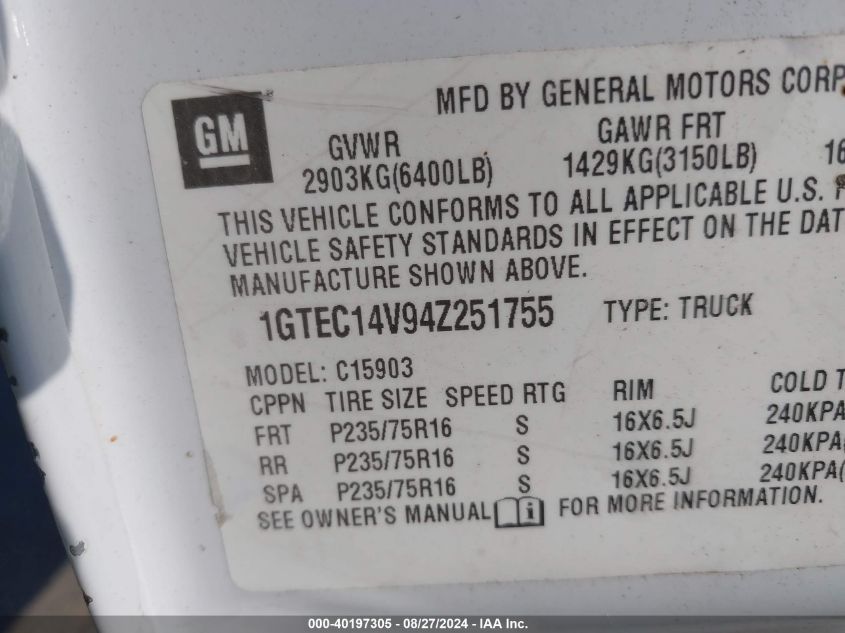 GM
MFD BY GENERAL MOTORS CORP
GVWR GAWR FRT
2903KG(6400LB) 1429KG(3150LB) 16
THIS VEHICLE CONFORMS TO ALL APPLICABLE U.S. F
VEHICLE SAFETY STANDARDS IN EFFECT ON THE DAT
MANUFACTURE SHOWN ABOVE.
1GTEC14V94Z251755 TYPE: TRUCK
MODEL: C15903
CPPN TIRE SIZE SPEED RTG RIM COLD T
FRT P235/75R16 S 16X6.5J 240KPA
RR P235/75R16 S 16X6.5J 240KPA(
SPA P235/75R16 S 16X6.5J 240KPA(
SEE OWNER'S MANUAL i FOR MORE INFORMATION.
000-40197305 - 08/27/2024 - IAA Inc.